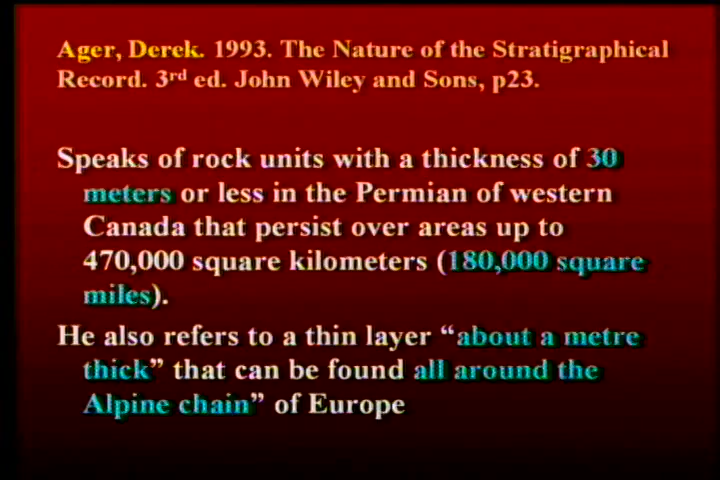 Ager, Derek. 1993. The Nature of the Stratigraphical
Record. 3rd ed. John Wiley and Sons, p23.
Speaks of rock units with a thickness of 30
meters or less in the Permian of western
Canada that persist over areas up to
470,000 square kilometers (180,000 square
miles).
He also refers to a thin layer “about a metre
thick” that can be found all around the
Alpine chain” of Europe